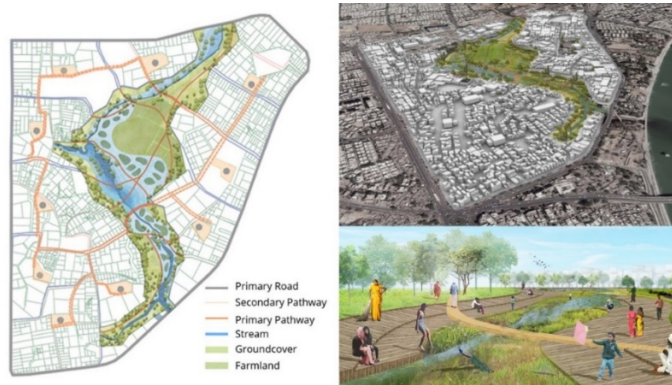 Primary Road
Secondary Pathway
Primary Pathway
Stream
Groundcover
Farmland